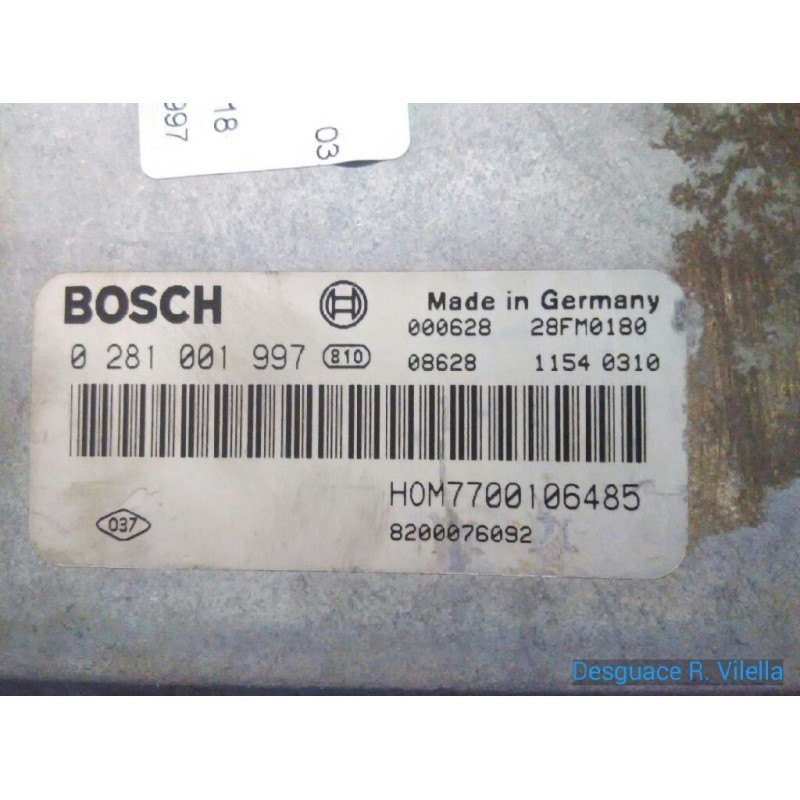 03
18
997
BOSCH
Made in Germany
000628 28FM0180
0 281 001 997 810
08628 1154 0310
HOM7700106485
037
8200076092
Desguace R. Vilella